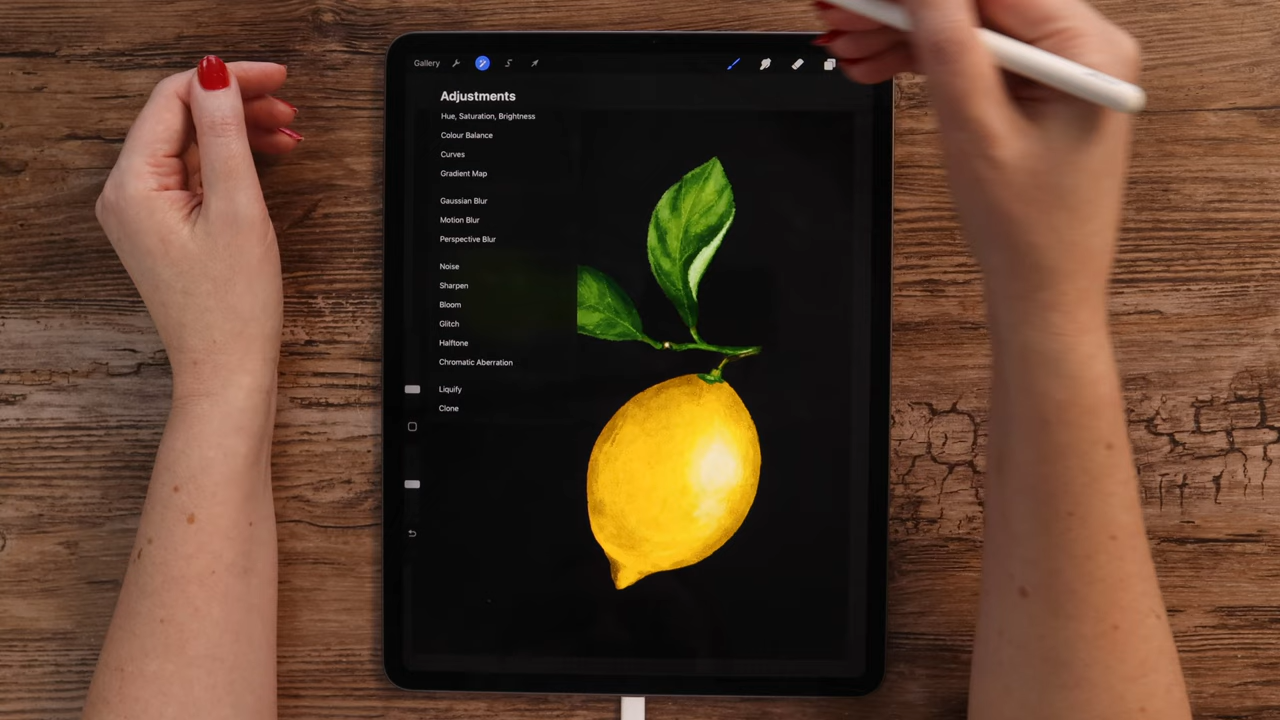 Gallery
Adjustments
Hue, Saturation, Brightness
Colour Balance
Curves
Gradient Map
Gaussian Blur
Motion Blur
Perspective Blur
Noise
Sharpen
Bloom
Glitch
Halftone
Chromatic Aberration
Liquify
Clone